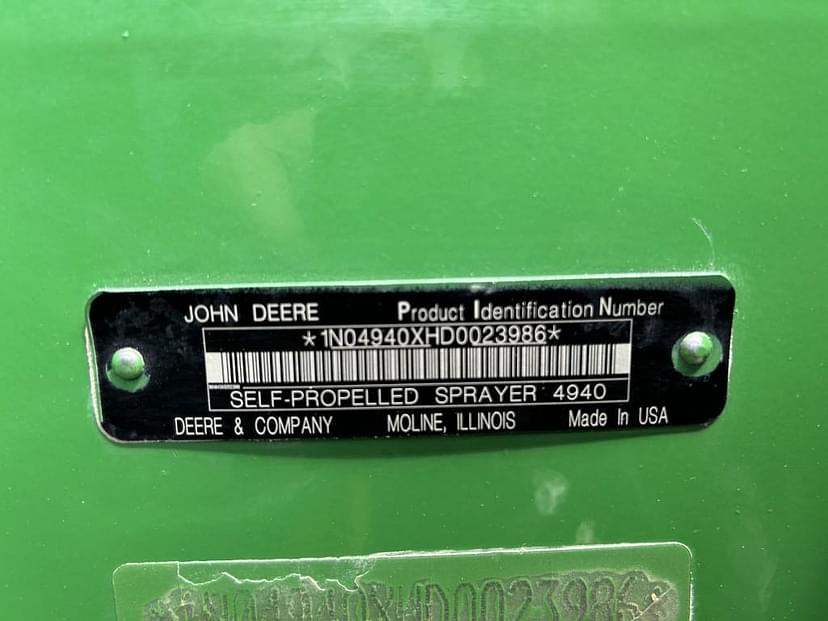 JOHN DEERE Product Identification Number
*1N04940XHD0023986*
SELF-PROPELLED SPRAYER 4940
DEERE & COMPANY MOLINE, ILLINOIS Made In USA